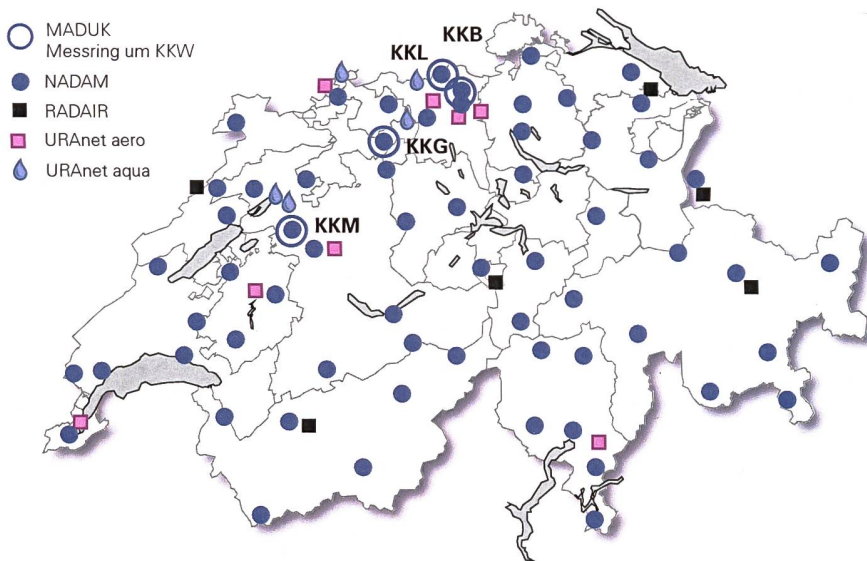 MADUK
Messring um KKW
NADAM
RADAIR
URAnet aero
URAnet aqua
KKB
KKL
KKG
KKM